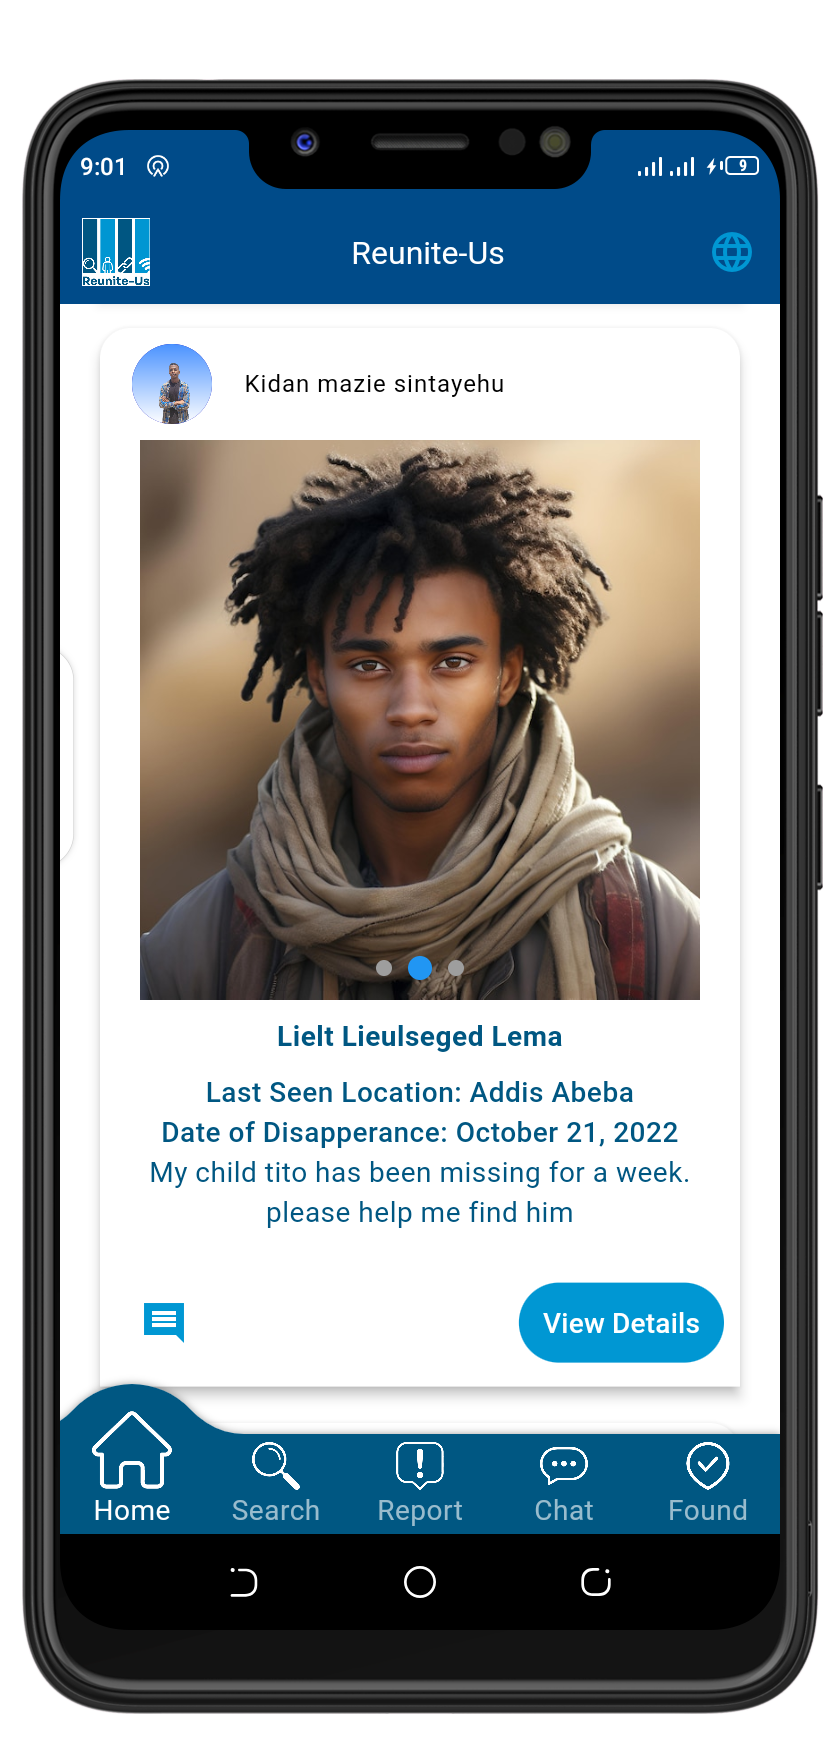 9:01
9
Reunite-Us
Reunite-Us
Kidan mazie sintayehu
Lielt Lieulseged Lema
Last Seen Location: Addis Abeba
Date of Disapperance: October 21, 2022
My child tito has been missing for a week.
please help me find him
View Details
Home
Search
Report
Chat
Found